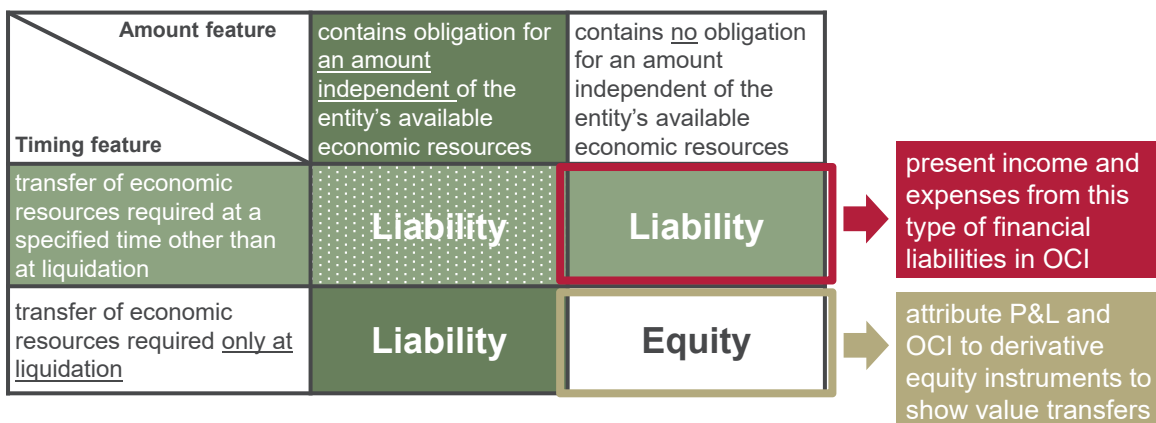 Amount feature
Timing feature
contains obligation for
an amount
independent of the
entity's available
economic resources
contains no obligation
for an amount
independent of the
entity's available
economic resources
transfer of economic
resources required at a
specified time other than
at liquidation
Liability
Liability
present income and
expenses from this
type of financial
liabilities in OCI
transfer of economic
resources required only at
liquidation
Liability
Equity
attribute P&L and
OCI to derivative
equity instruments to
show value transfers